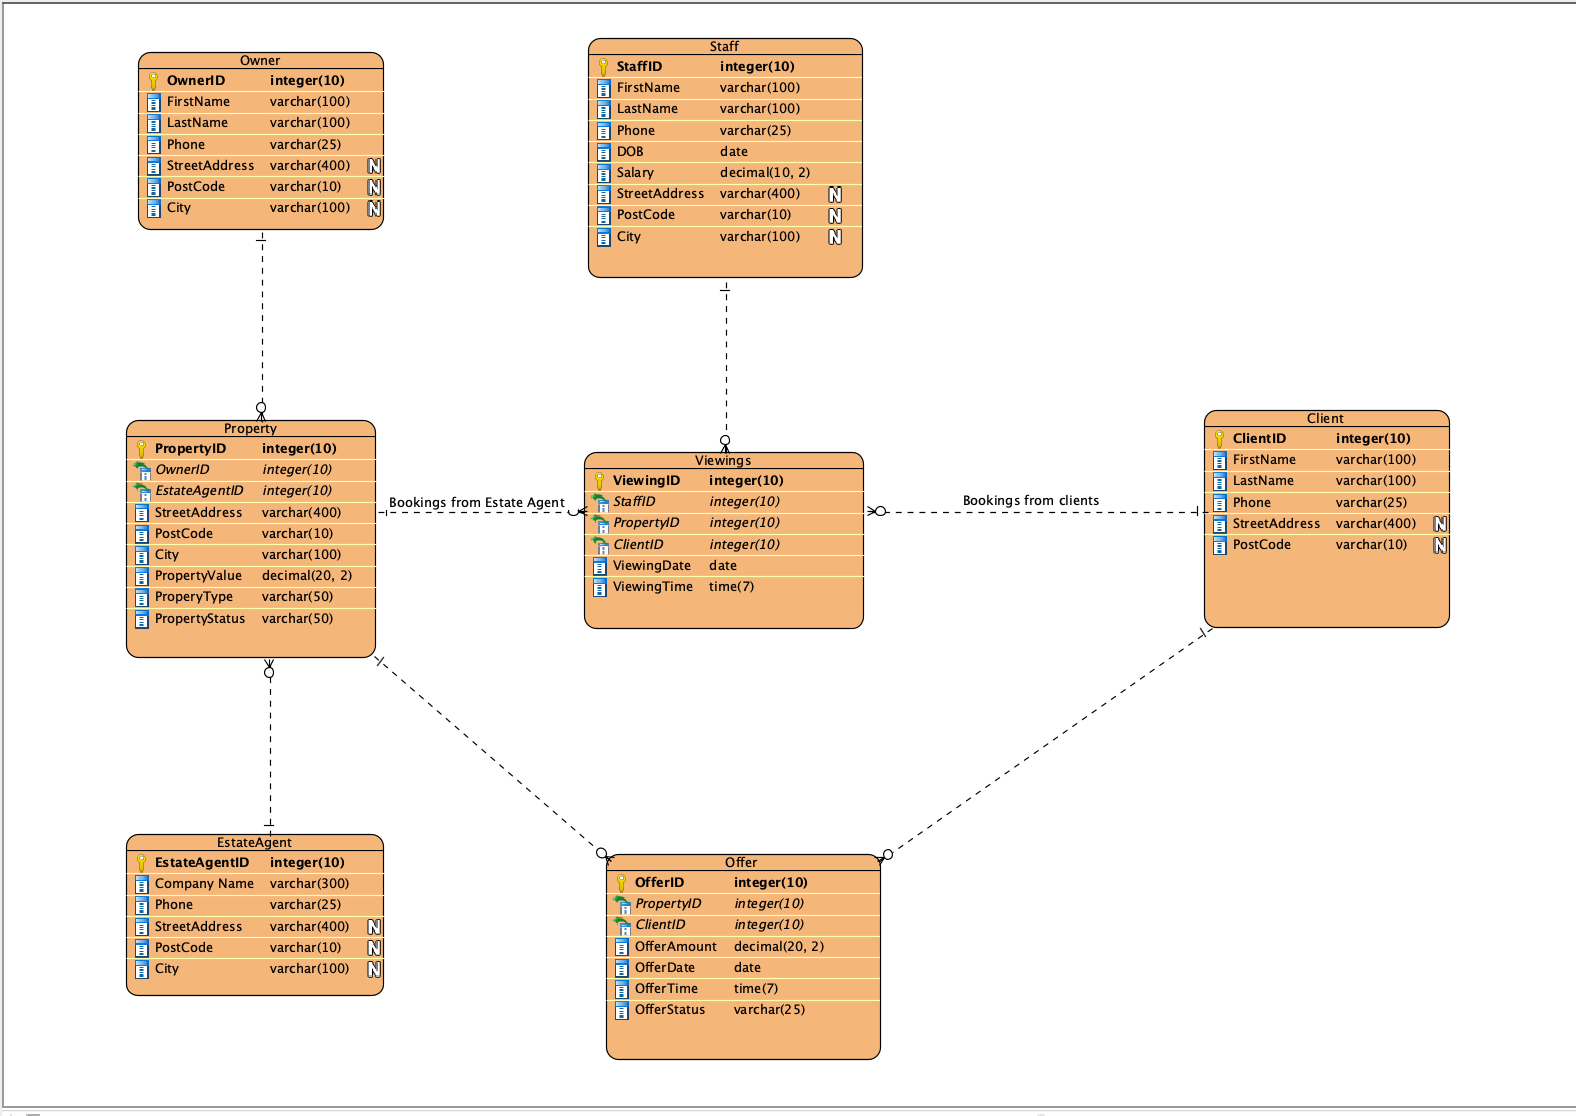 Owner
OwnerID integer(10)
FirstName varchar(100)
LastName varchar(100)
Phone varchar(25)
StreetAddress varchar(400) N
PostCode varchar(10) N
City varchar(100) N
Staff
StaffID integer(10)
FirstName varchar(100)
LastName varchar(100)
Phone varchar(25)
DOB date
Salary decimal(10, 2)
StreetAddress varchar(400) N
PostCode varchar(10) N
City varchar(100) N
Property
PropertyID integer(10)
OwnerID integer(10)
EstateAgentID integer(10)
StreetAddress varchar(400)
PostCode varchar(10)
City varchar(100)
PropertyValue decimal(20, 2)
ProperyType varchar(50)
PropertyStatus varchar(50)
Bookings from Estate Agent
Viewings
ViewingID integer(10)
StaffID integer(10)
PropertyID integer(10)
ClientID integer(10)
ViewingDate date
ViewingTime time(7)
Bookings from clients
Client
ClientID integer(10)
FirstName varchar(100)
LastName varchar(100)
Phone varchar(25)
StreetAddress varchar(400) N
PostCode varchar(10) N
EstateAgent
EstateAgentID integer(10)
Company Name varchar(300)
Phone varchar(25)
StreetAddress varchar(400) N
PostCode varchar(10) N
City varchar(100) N
Offer
OfferID integer(10)
PropertyID integer(10)
ClientID integer(10)
OfferAmount decimal(20, 2)
OfferDate date
OfferTime time(7)
OfferStatus varchar(25)